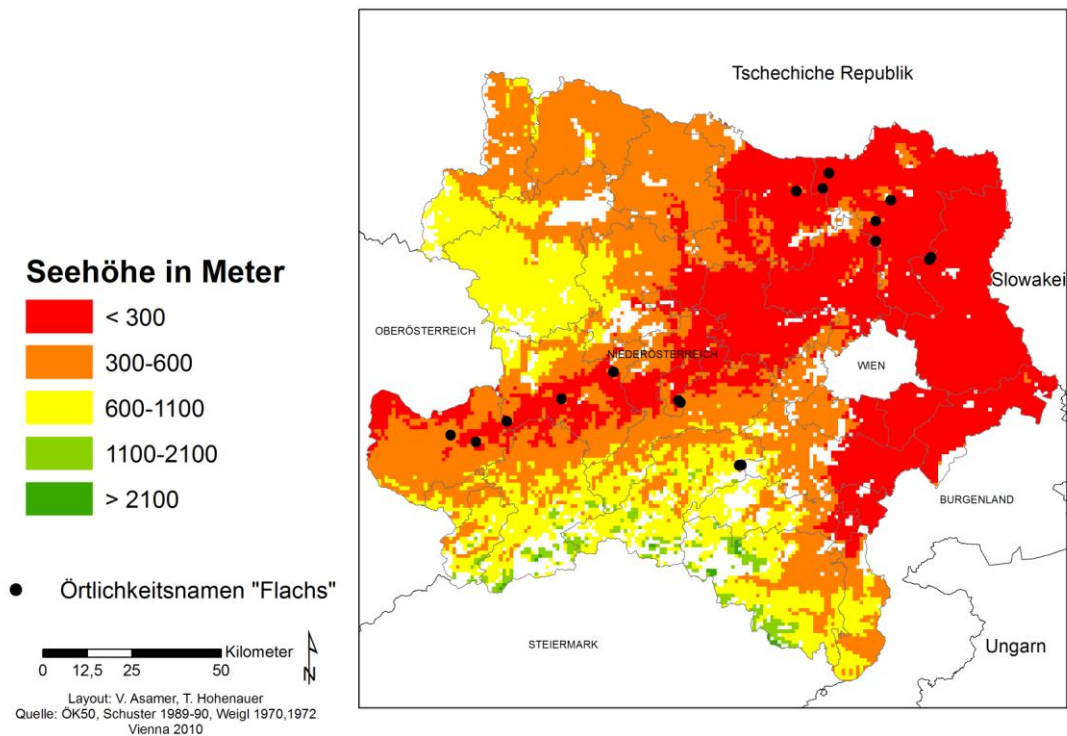 Tschechiche Republik
Slowakei
OBERÖSTERREICH
NIEDERÖSTERREICH
WIEN
BURGENLAND
STEIERMARK
Ungarn
Seehöhe in Meter
< 300
300-600
600-1100
1100-2100
> 2100
Örtlichkeitsnamen "Flachs"
Kilometer
0 12,5 25 50
N
Layout: V. Asamer, T. Hohenauer
Quelle: ÖK50, Schuster 1989-90, Weigl 1970,1972
Vienna 2010